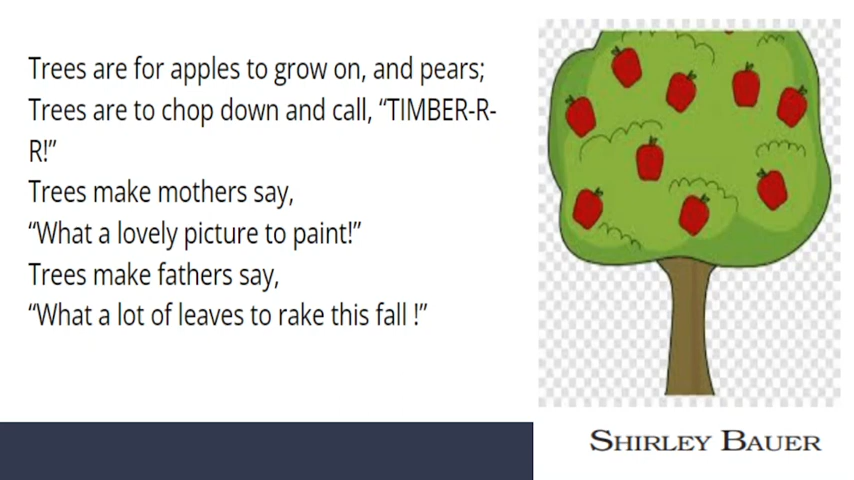 Trees are for apples to grow on, and pears;
Trees are to chop down and call, “TIMBER-R-
R!”
Trees make mothers say,
“What a lovely picture to paint!”
Trees make fathers say,
“What a lot of leaves to rake this fall !”
SHIRLEY BAUER